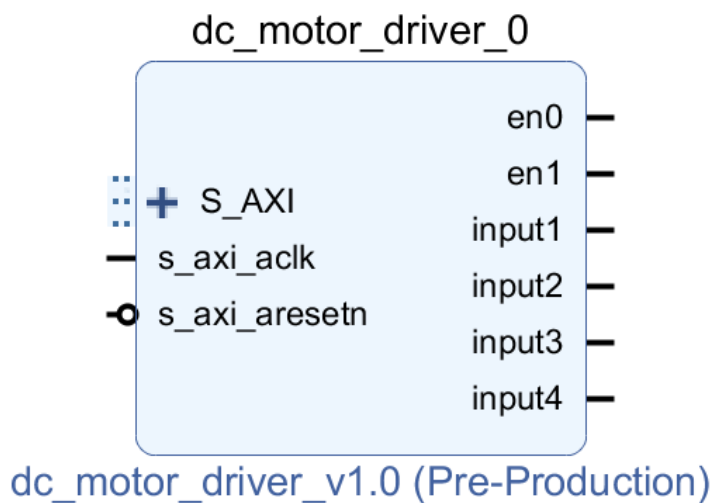 dc_motor_driver_0
en0
en1
S_AXI
input1
s_axi_aclk
input2
s_axi_aresetn
input3
input4
dc_motor_driver_v1.0 (Pre-Production)